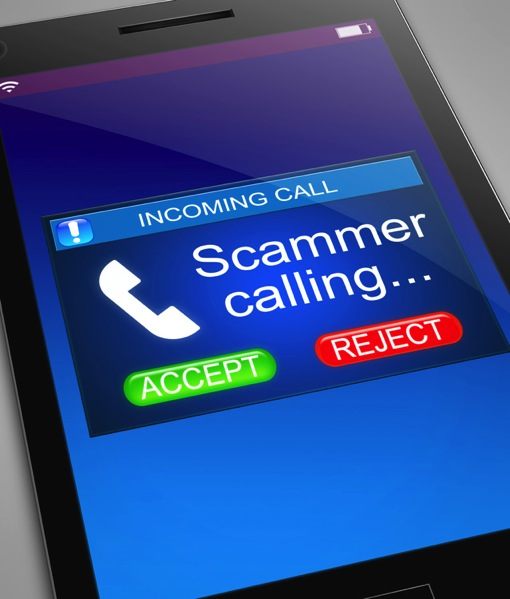 INCOMING CALL
Scammer
calling...
ACCEPT
REJECT